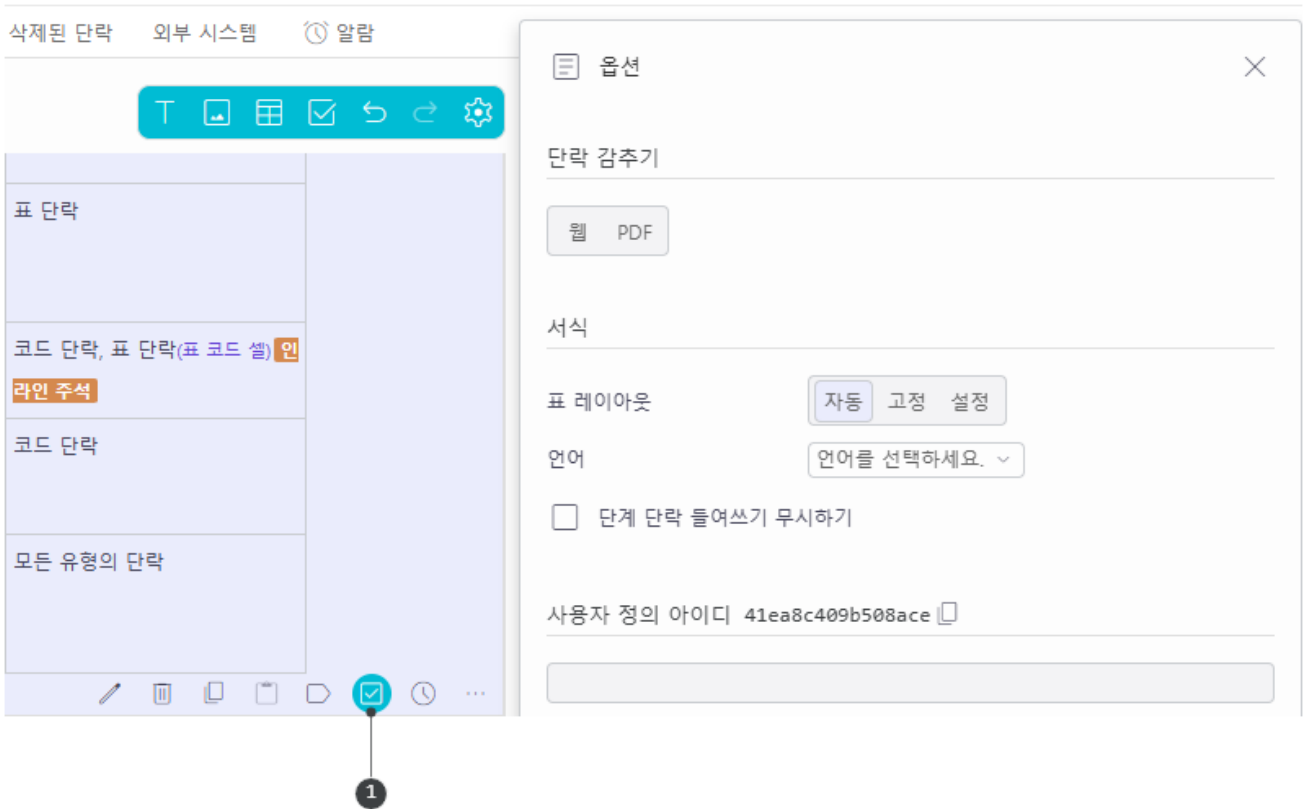 삭제된 단락 외부 시스템 알람
옵션
단락 감추기
표 단락
웹 PDF
서식
코드 단락, 표 단락(표 코드 셀) 인
라인 주석
표 레이아웃 자동 고정 설정
코드 단락
언어 언어를 선택하세요.
단계 단락 들여쓰기 무시하기
모든 유형의 단락
사용자 정의 아이디 41ea8c409b508ace
1